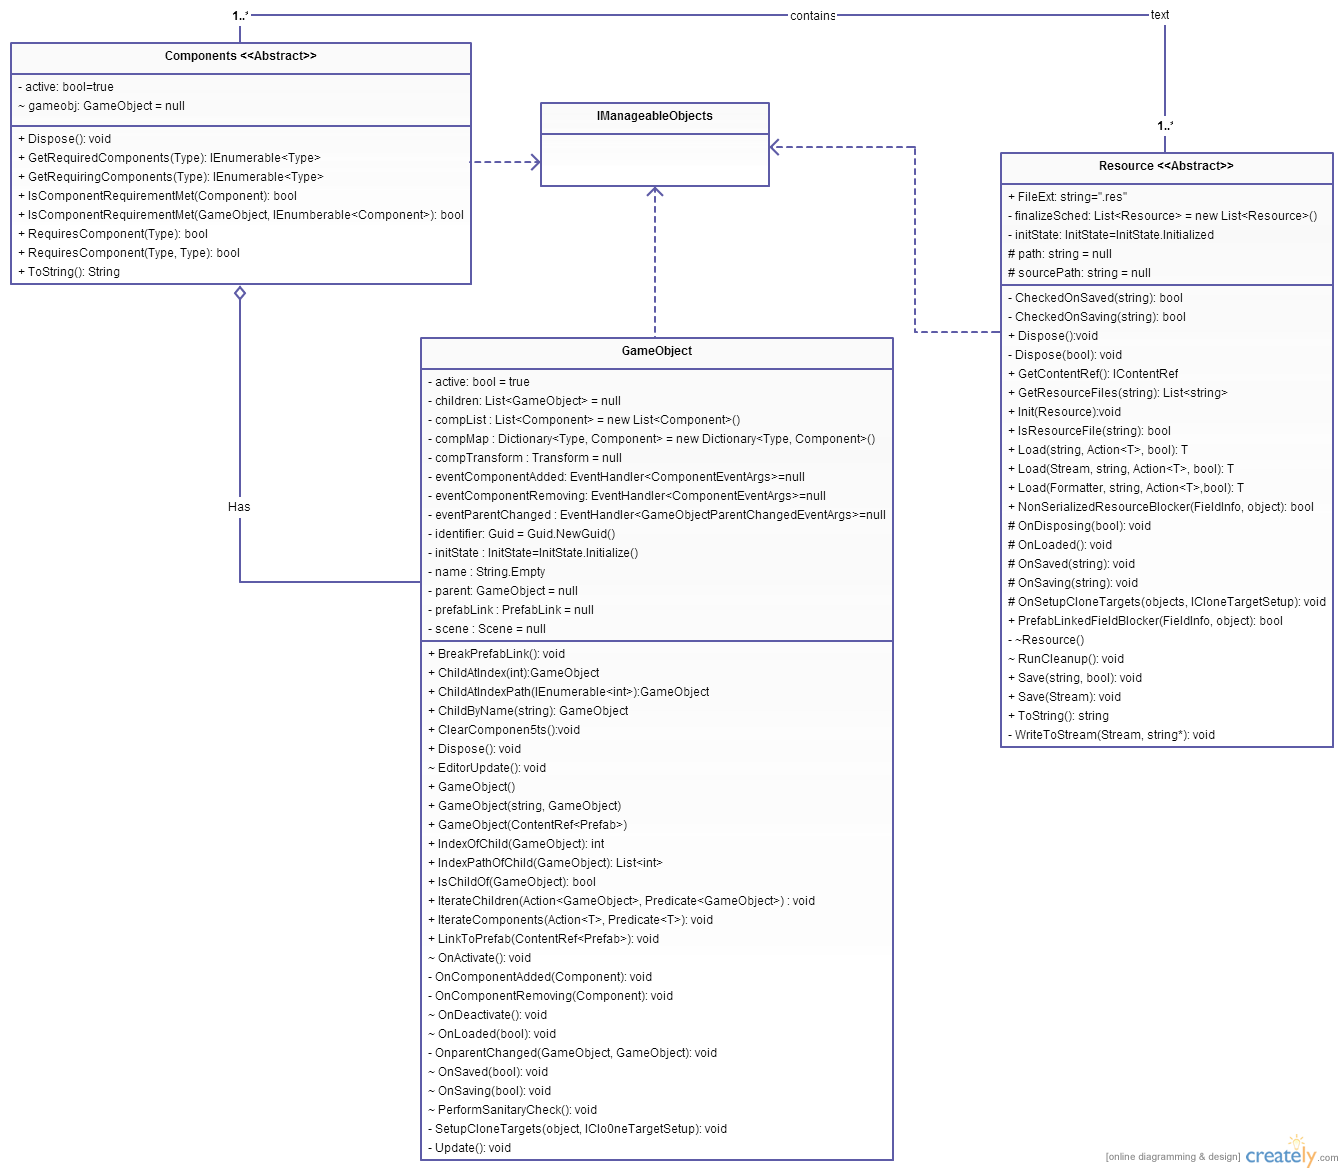 1..*
contains
text
Components <<Abstract>>
- active: bool=true
~ gameobj: GameObject = null
+ Dispose(): void
+ GetRequiredComponents(Type): IEnumerable<Type>
+ GetRequiringComponents(Type): IEnumerable<Type>
+ IsComponentRequirementMet(Component): bool
+ IsComponentRequirementMet(GameObject, IEnumberable<Component>): bool
+ RequiresComponent(Type): bool
+ RequiresComponent(Type, Type): bool
+ ToString(): String
IManageableObjects
1..*
Resource <<Abstract>>
+ FileExt: string=".res"
- finalizeSched: List<Resource> = new List<Resource>()
- initState: InitState=InitState.Initialized
# path: string = null
# sourcePath: string = null
- CheckedOnSaved(string): bool
- CheckedOnSaving(string): bool
+ Dispose():void
- Dispose(bool): void
+ GetContentRef(): IContentRef
+ GetResourceFiles(string): List<string>
+ Init(Resource):void
+ IsResourceFile(string): bool
+ Load(string, Action<T>, bool): T
+ Load(Stream, string, Action<T>, bool): T
+ Load(Formatter, string, Action<T>,bool): T
+ NonSerializedResourceBlocker(FieldInfo, object): bool
# OnDisposing(bool): void
# OnLoaded(): void
# OnSaved(string): void
# OnSaving(string): void
# OnSetupCloneTargets(objects, ICloneTargetSetup): void
+ PrefabLinkedFieldBlocker(FieldInfo, object): bool
- ~Resource()
~ RunCleanup(): void
+ Save(string, bool): void
+ Save(Stream): void
+ ToString(): string
- WriteToStream(Stream, string*): void
Has
GameObject
- active: bool = true
- children: List<GameObject> = null
- compList : List<Component> = new List<Component>()
- compMap : Dictionary<Type, Component> = new Dictionary<Type, Component>()
- compTransform : Transform = null
- eventComponentAdded: EventHandler<ComponentEventArgs>=null
- eventComponentRemoving: EventHandler<ComponentEventArgs>=null
- eventParentChanged : EventHandler<GameObjectParentChangedEventArgs>=null
- identifier: Guid = Guid.NewGuid()
- initState : InitState=InitState.Initialize()
- name : String.Empty
- parent: GameObject = null
- prefabLink : PrefabLink = null
- scene : Scene = null
+ BreakPrefabLink(): void
+ ChildAtIndex(int):GameObject
+ ChildAtIndexPath(IEnumerable<int>):GameObject
+ ChildByName(string): GameObject
+ ClearComponen5ts():void
+ Dispose(): void
~ EditorUpdate(): void
+ GameObject()
+ GameObject(string, GameObject)
+ GameObject(ContentRef<Prefab>)
+ IndexOfChild(GameObject): int
+ IndexPathOfChild(GameObject): List<int>
+ IsChildOf(GameObject): bool
+ IterateChildren(Action<GameObject>, Predicate<GameObject>) : void
+ IterateComponents(Action<T>, Predicate<T>): void
+ LinkToPrefab(ContentRef<Prefab>): void
~ OnActivate(): void
- OnComponentAdded(Component): void
- OnComponentRemoving(Component): void
~ OnDeactivate(): void
~ OnLoaded(bool): void
- OnparentChanged(GameObject, GameObject): void
~ OnSaved(bool): void
~ OnSaving(bool): void
~ PerformSanitaryCheck(): void
- SetupCloneTargets(object, IClo0neTargetSetup): void
- Update(): void
[online diagramming & design] creately.com